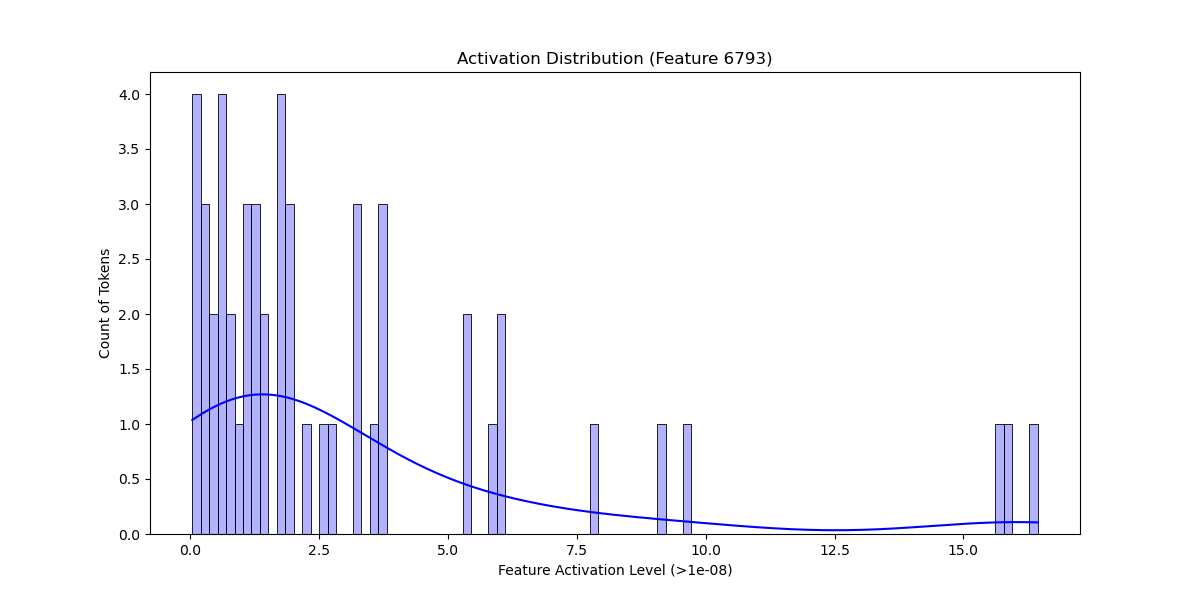 Activation Distribution (Feature 6793)
4.0
3.5
3.0
2.5
2.0
1.5
1.0
0.5
0.0
Count of Tokens
0.0 2.5 5.0 7.5 10.0 12.5 15.0
Feature Activation Level (>1e-08)